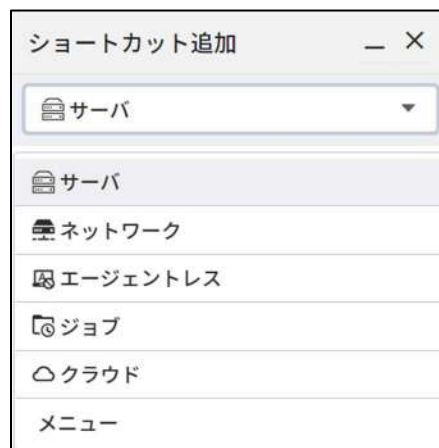 ショートカット追加
サーバ
サーバ
ネットワーク
エージェントレス
ジョブ
クラウド
メニュー